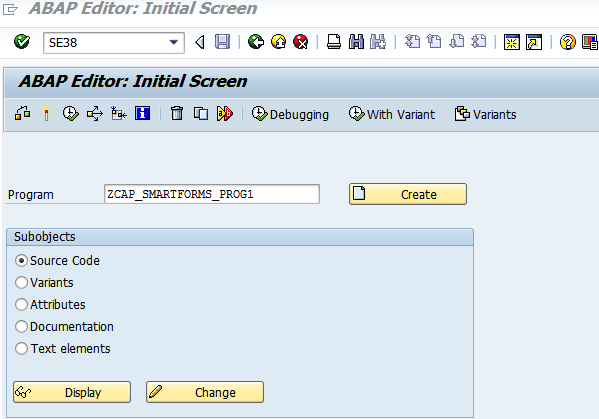 ABAP Editor: Initial Screen
SE38
ABAP Editor: Initial Screen
Debugging With Variant Variants
Program ZCAP_SMARTFORMS_PROG1 Create
Subobjects
Source Code
Variants
Attributes
Documentation
Text elements
Display Change